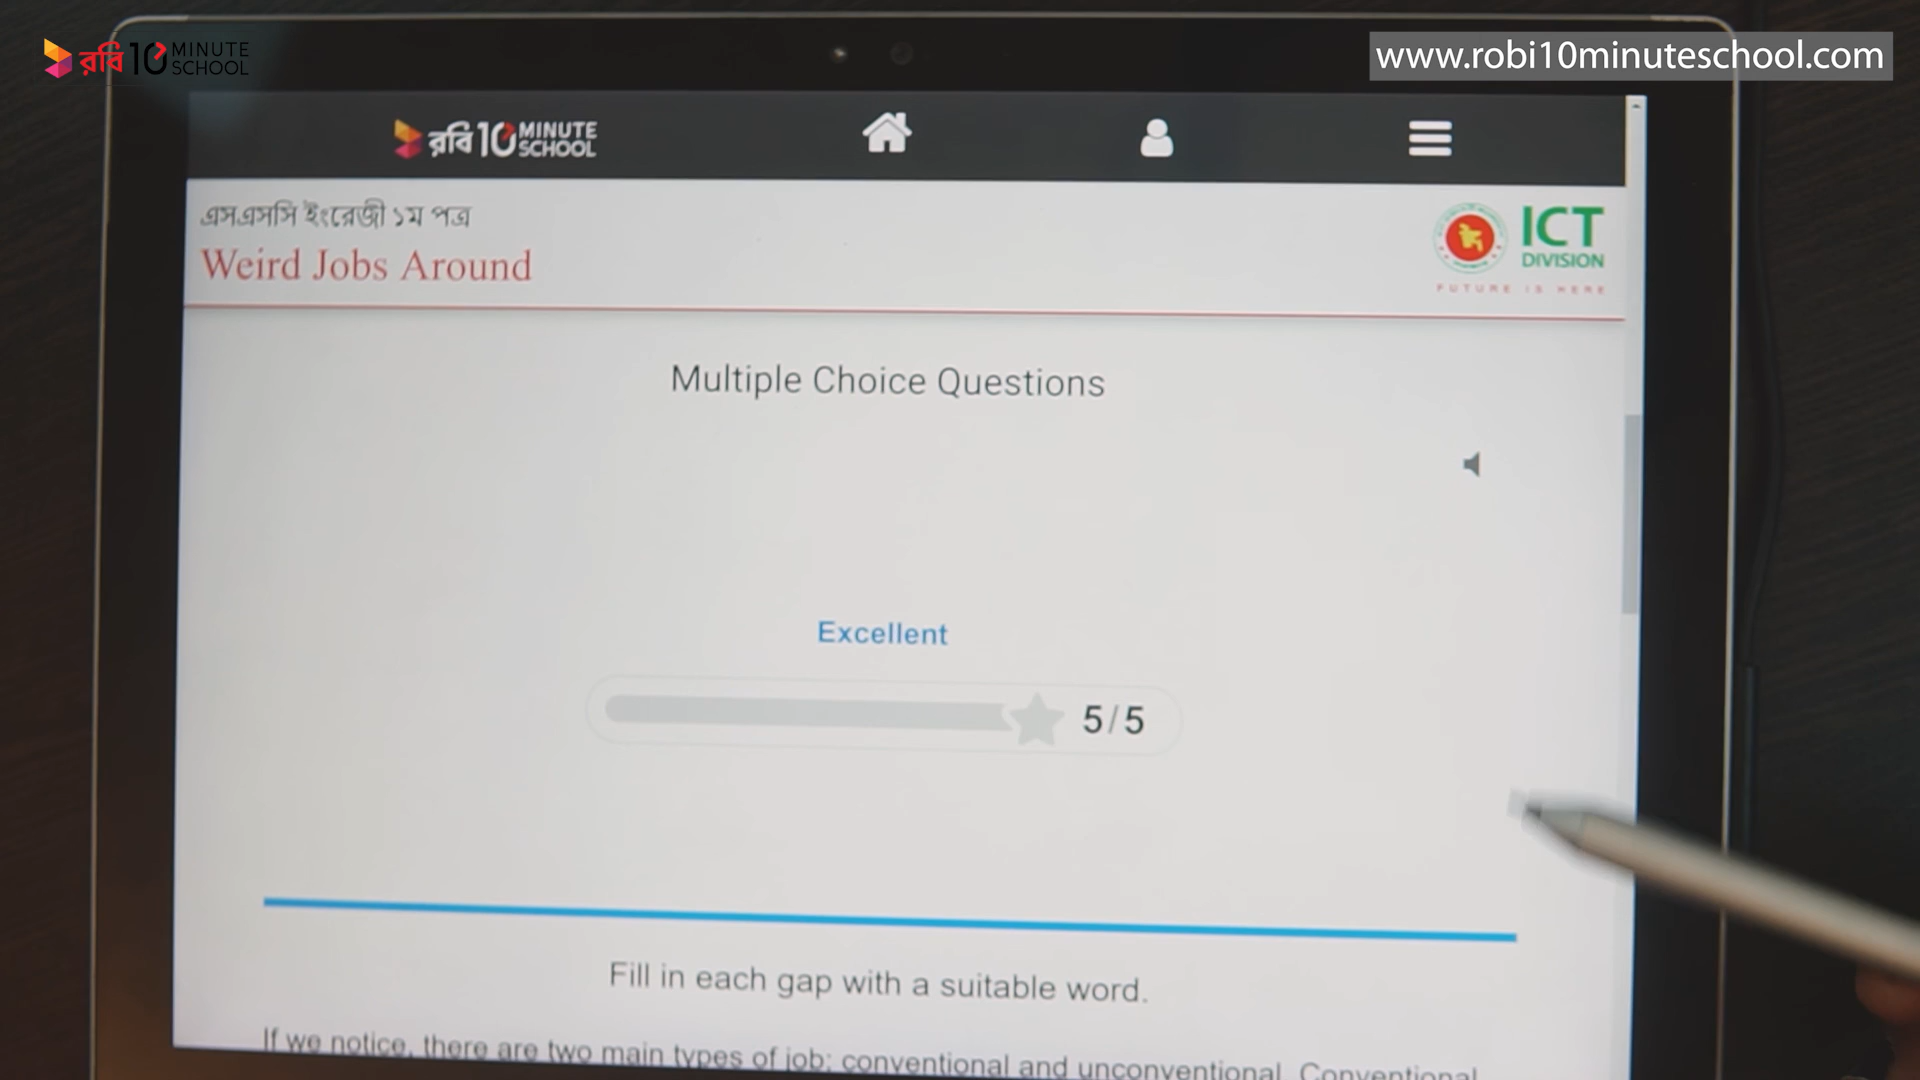 রবি 10 MINUTE SCHOOL
www.robi10minuteschool.com
রবি 10 MINUTE SCHOOL
এসএসসি ইংরেজী ১ম পত্র
Weird Jobs Around
ICT
DIVISION
FUTURE IS HERE
Multiple Choice Questions
Excellent
5/5
Fill in each gap with a suitable word.
If we notice, there are two main types of job: conventional and unconventional. Conventional